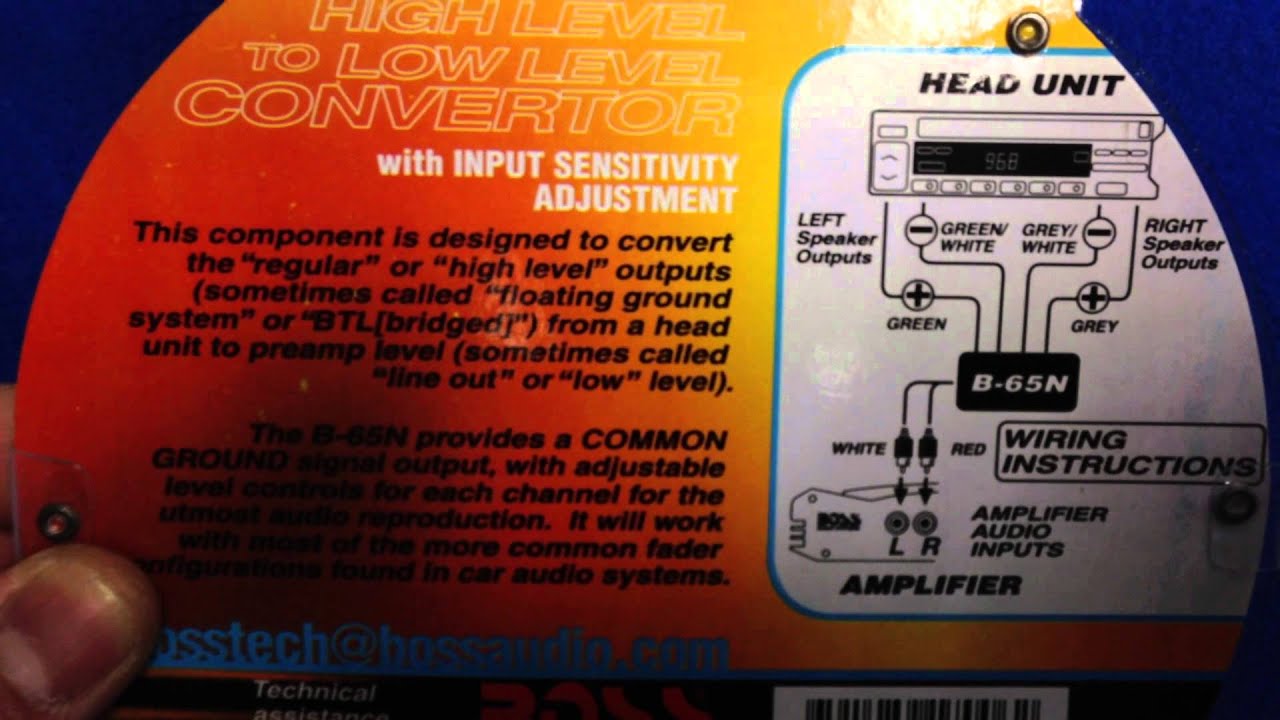 HIGH LEVEL
TO LOW LEVEL
CONVERTOR
with INPUT SENSITIVITY
ADJUSTMENT
This component is designed to convert
the "regular" or "high level" outputs
(sometimes called "floating ground
system" or "BTL[bridged]") from a head
unit to preamp level (sometimes called
"line out" or "low" level).
The B-65N provides a COMMON
GROUND signal output, with adjustable
level controls for each channel for the
utmost audio reproduction. It will work
with most of the more common fader
onfigurations found in car audio systems.
osstech@bossaudio.com
Technical
assistance
BOSS
HEAD UNIT
968
LEFT
Speaker
Outputs
GREEN/
WHITE
GREY/
WHITE
RIGHT
Speaker
Outputs
GREEN
GREY
B-65N
WHITE
RED
WIRING
INSTRUCTIONS
BOSS
L R
AMPLIFIER
AUDIO
INPUTS
AMPLIFIER